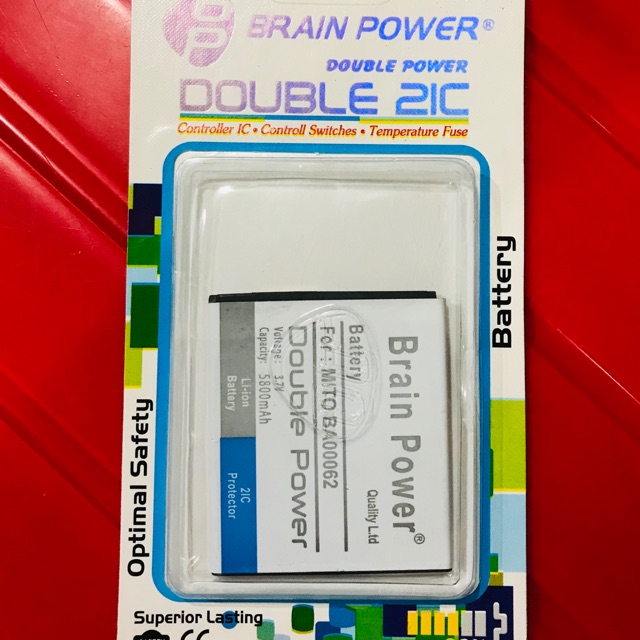 BRAIN POWER®
DOUBLE POWER
DOUBLE 2IC
Controller IC • Controll Switches • Temperature Fuse
Brain Power®
Quality L.td
Battery
For : MITO BA00062
Double Power
Voltage: 3.7V
Capacity: 5800mAh
Li-ion
Battery
2IC
Protector
Battery
Optimal Safety
Superior Lasting